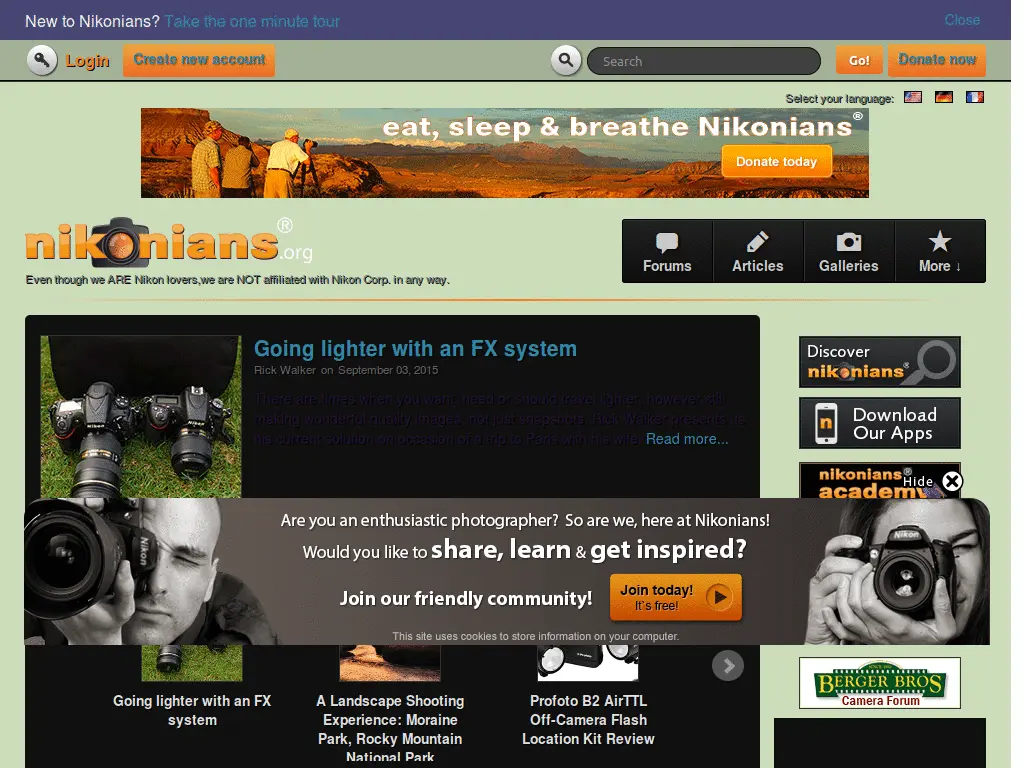 New to Nikonians? Take the one minute tour
Close
Login
Create new account
Search
Go!
Donate now
Select your language:
eat, sleep & breathe Nikonians®
Donate today
nikonians®.org
Even though we ARE Nikon lovers,we are NOT affiliated with Nikon Corp. in any way.
Forums
Articles
Galleries
More ↓
Going lighter with an FX system
Rick Walker on September 03, 2015
There are times when you want, need or should travel lighter, however still
making wonderful quality images, not just snapshots. Rick Walker presents us
his current solution on occasion of a trip to Paris with his wife. Read more...
Discover
nikonians®
Download
Our Apps
nikonians®
academy
Hide
Are you an enthusiastic photographer? So are we, here at Nikonians!
Would you like to share, learn & get inspired?
Join our friendly community!
Join today!
It's free!
This site uses cookies to store information on your computer.
Nikon
Nikon
Going lighter with an FX
system
A Landscape Shooting
Experience: Moraine
Park, Rocky Mountain
National Park
Profoto B2 AirTTL
Off-Camera Flash
Location Kit Review
BERGER BROS
Camera Forum